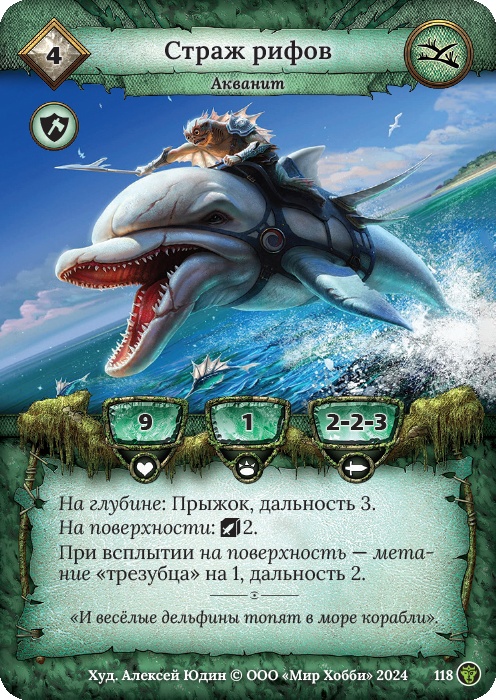 4
Страж рифов
Акванит
9
1
2-2-3
На глубине: Прыжок, дальность 3.
На поверхности: 2.
При всплытии на поверхность — мета-
ние «трезубца» на 1, дальность 2.
«И весёлые дельфины топят в море корабли».
Худ. Алексей Юдин © ООО «Мир Хобби» 2024
118